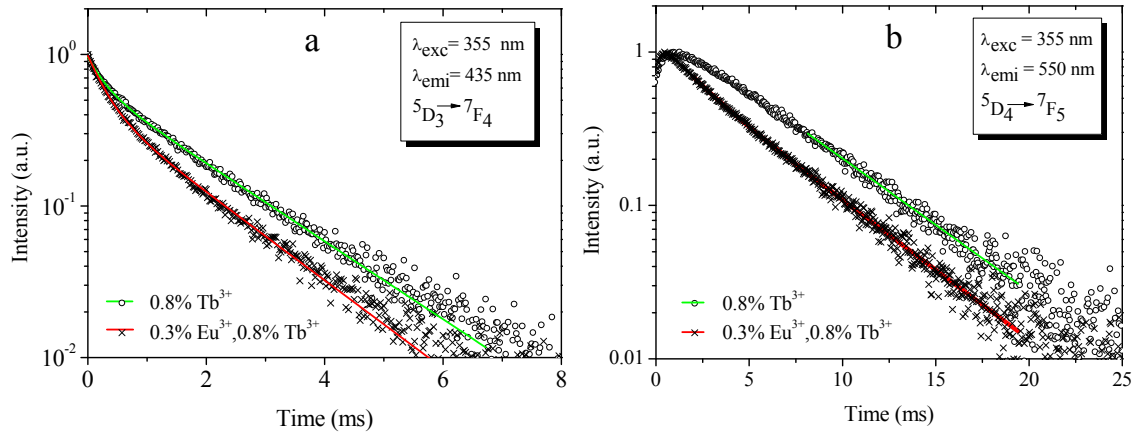 a
λexc= 355 nm
λemi= 435 nm
⁵D₃→⁷F₄
10⁰
10⁻¹
10⁻²
Intensity (a.u.)
0.8% Tb³⁺
0.3% Eu³⁺,0.8% Tb³⁺
0 2 4 6 8
Time (ms)
b
λexc= 355 nm
λemi= 550 nm
⁵D₄→⁷F₅
1
0.1
0.01
Intensity (a.u.)
0.8% Tb³⁺
0.3% Eu³⁺,0.8% Tb³⁺
0 5 10 15 20 25
Time (ms)